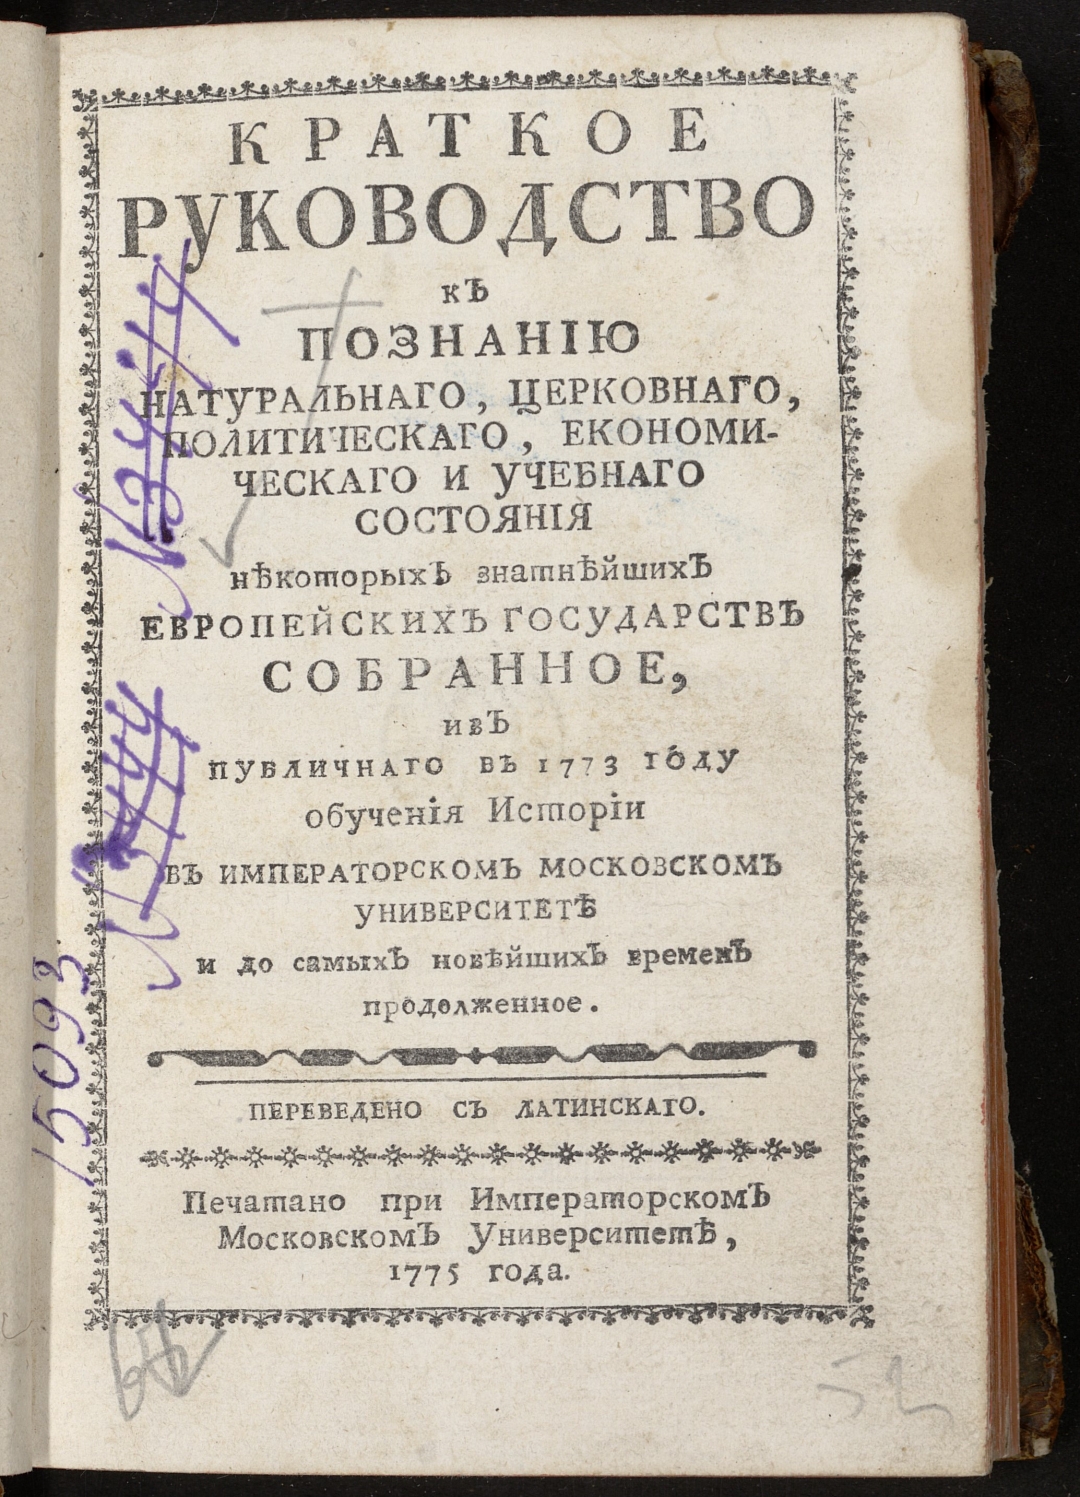 КРАТКОЕ
РУКОВОДСТВО
къ
ПОЗНАНІЮ
НАТУРАЛЬНАГО, ЦЕРКОВНАГО,
ПОЛИТИЧЕСКАГО, ЕКОНОМИ-
ЧЕСКАГО И УЧЕБНАГО
СОСТОЯНІЯ
нѣкоторыхъ знатнѣйшихъ
ЕВРОПЕЙСКИХЪ ГОСУДАРСТВЪ
СОБРАННОЕ,
изъ
ПУБЛИЧНАГО ВЪ 1773 ГОДУ
обученія Исторіи
ВЪ ИМПЕРАТОРСКОМЪ МОСКОВСКОМЪ
УНИВЕРСИТЕТѢ
и до самыхъ новѣйшихъ временъ
продолженное.
ПЕРЕВЕДЕНО СЪ ЛАТИНСКАГО.
Печатано при Императорскомъ
Московскомъ Университетѣ,
1775 года.
15093
52